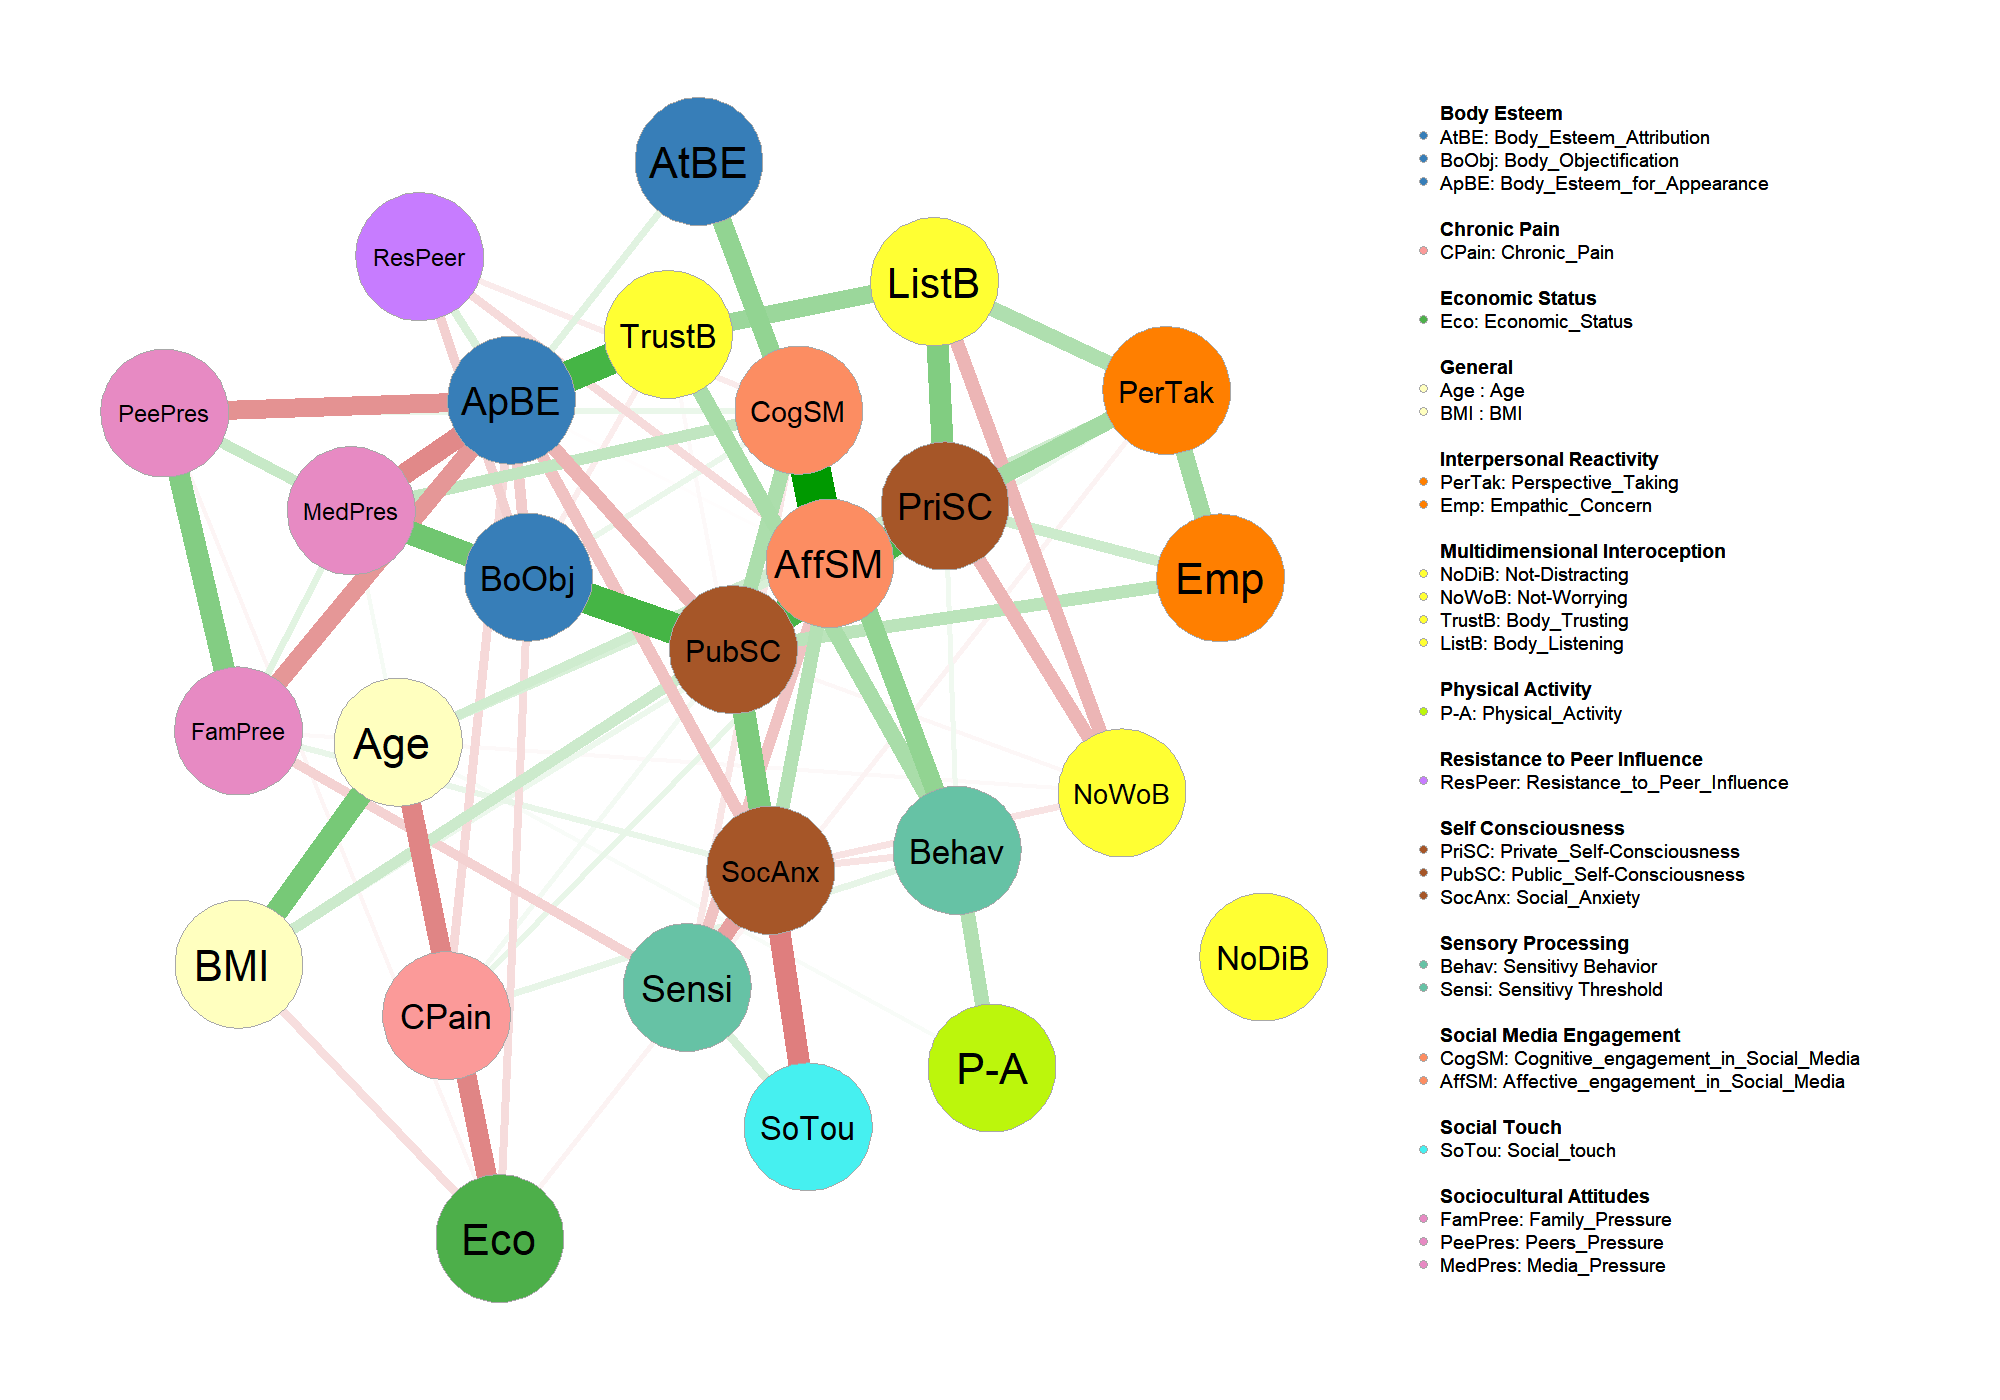 AtBE
ResPeer
ListB
TrustB
PerTak
ApBE
CogSM
PeePres
MedPres
PriSC
AffSM
BoObj
Emp
PubSC
FamPree
Age
NoWoB
Behav
SocAnx
BMI
NoDiB
Sensi
CPain
P-A
SoTou
Eco
Body Esteem
AtBE: Body_Esteem_Attribution
BoObj: Body_Objectification
ApBE: Body_Esteem_for_Appearance
Chronic Pain
CPain: Chronic_Pain
Economic Status
Eco: Economic_Status
General
Age : Age
BMI : BMI
Interpersonal Reactivity
PerTak: Perspective_Taking
Emp: Empathic_Concern
Multidimensional Interoception
NoDiB: Not-Distracting
NoWoB: Not-Worrying
TrustB: Body_Trusting
ListB: Body_Listening
Physical Activity
P-A: Physical_Activity
Resistance to Peer Influence
ResPeer: Resistance_to_Peer_Influence
Self Consciousness
PriSC: Private_Self-Consciousness
PubSC: Public_Self-Consciousness
SocAnx: Social_Anxiety
Sensory Processing
Behav: Sensitivy Behavior
Sensi: Sensitivy Threshold
Social Media Engagement
CogSM: Cognitive_engagement_in_Social_Media
AffSM: Affective_engagement_in_Social_Media
Social Touch
SoTou: Social_touch
Sociocultural Attitudes
FamPree: Family_Pressure
PeePres: Peers_Pressure
MedPres: Media_Pressure